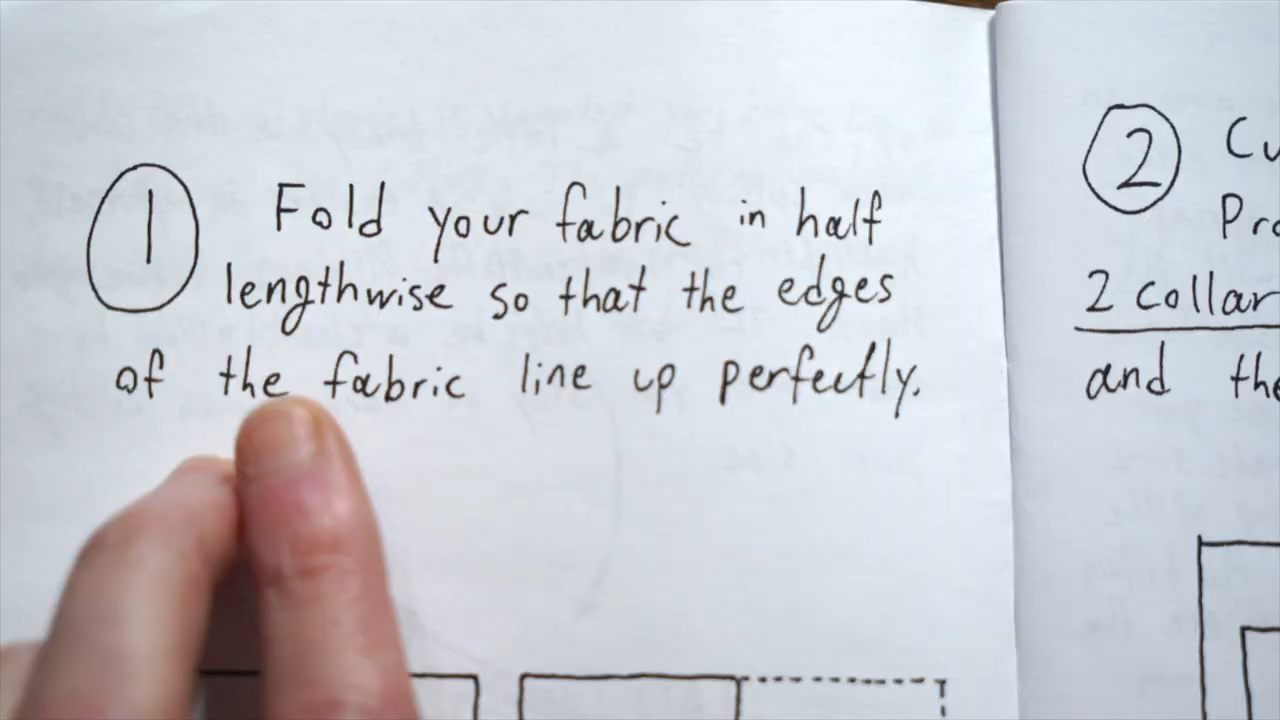 1 Fold your fabric in half
lengthwise so that the edges
of the fabric line up perfectly.
2
2 collar
and the